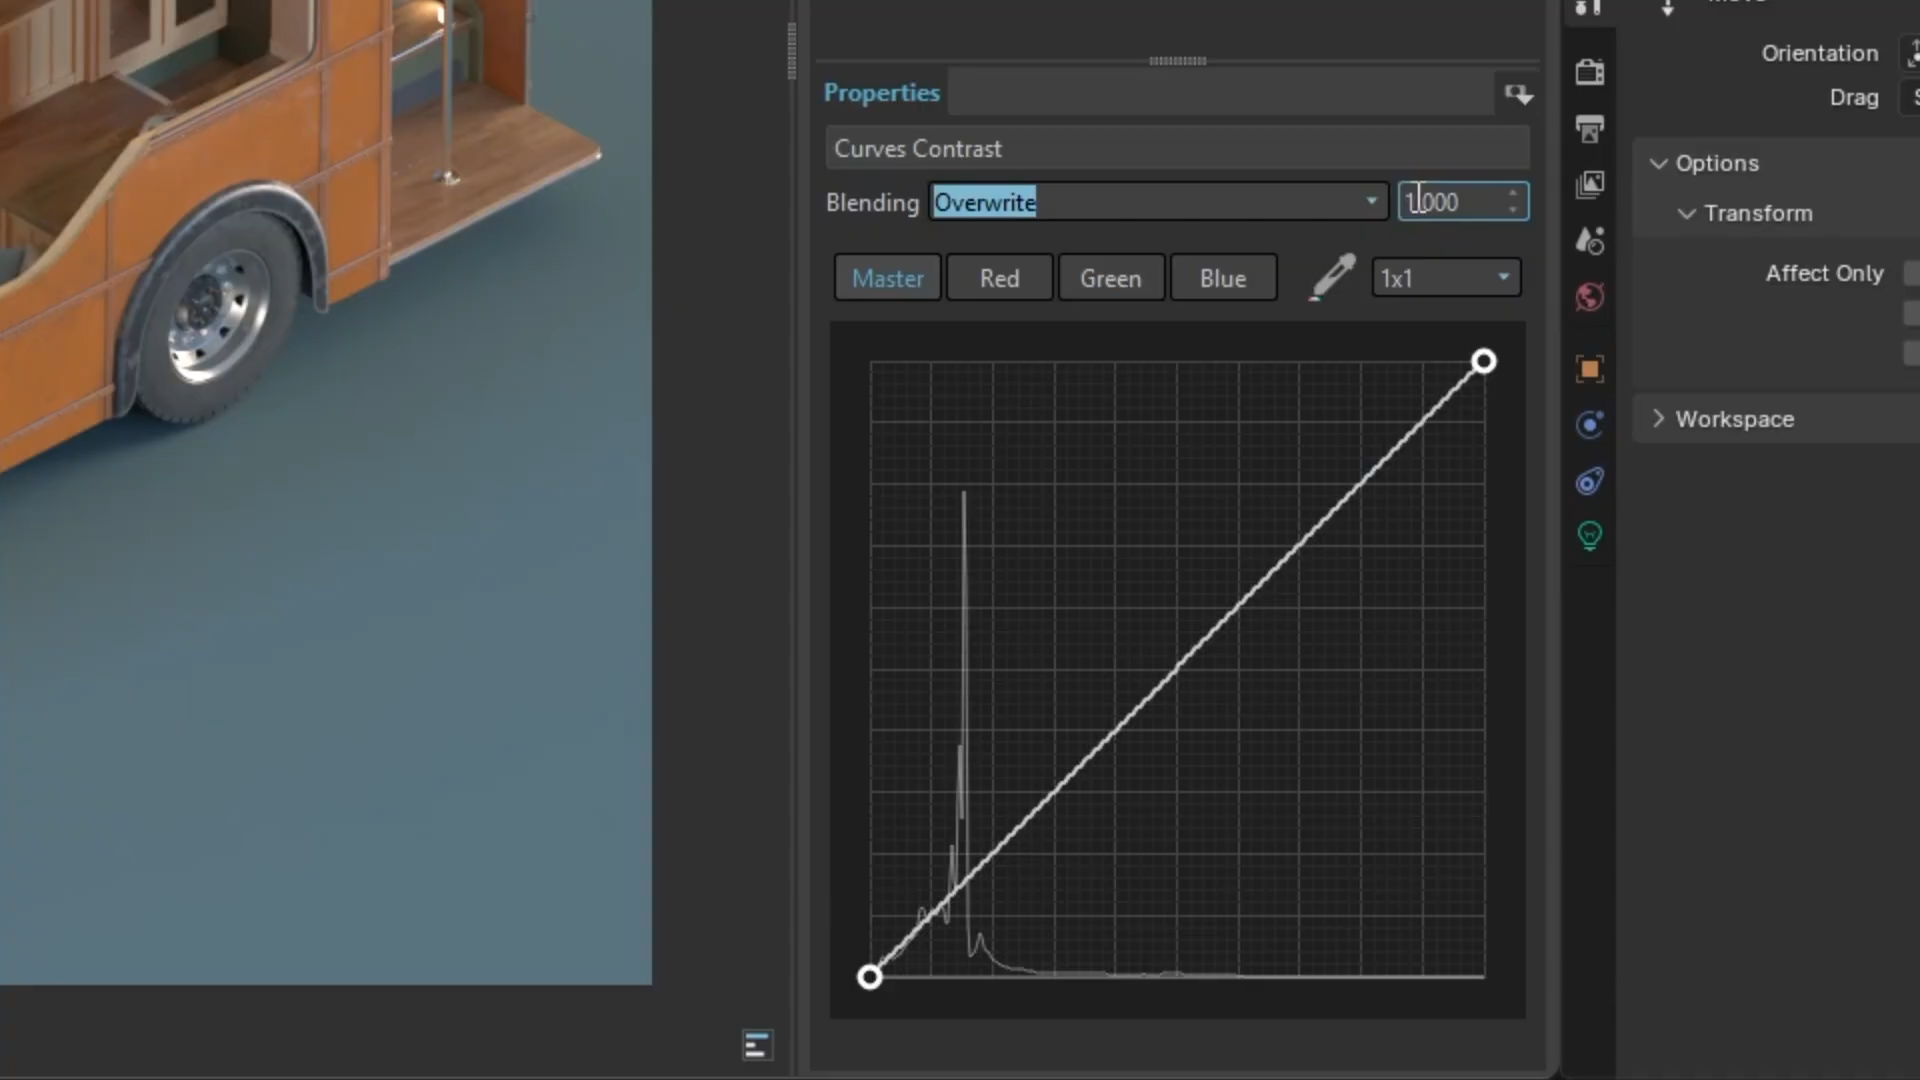 Orientation
Properties
Drag
Curves Contrast
Options
Blending Overwrite 1.000
Transform
Master Red Green Blue 1x1
Affect Only
Workspace